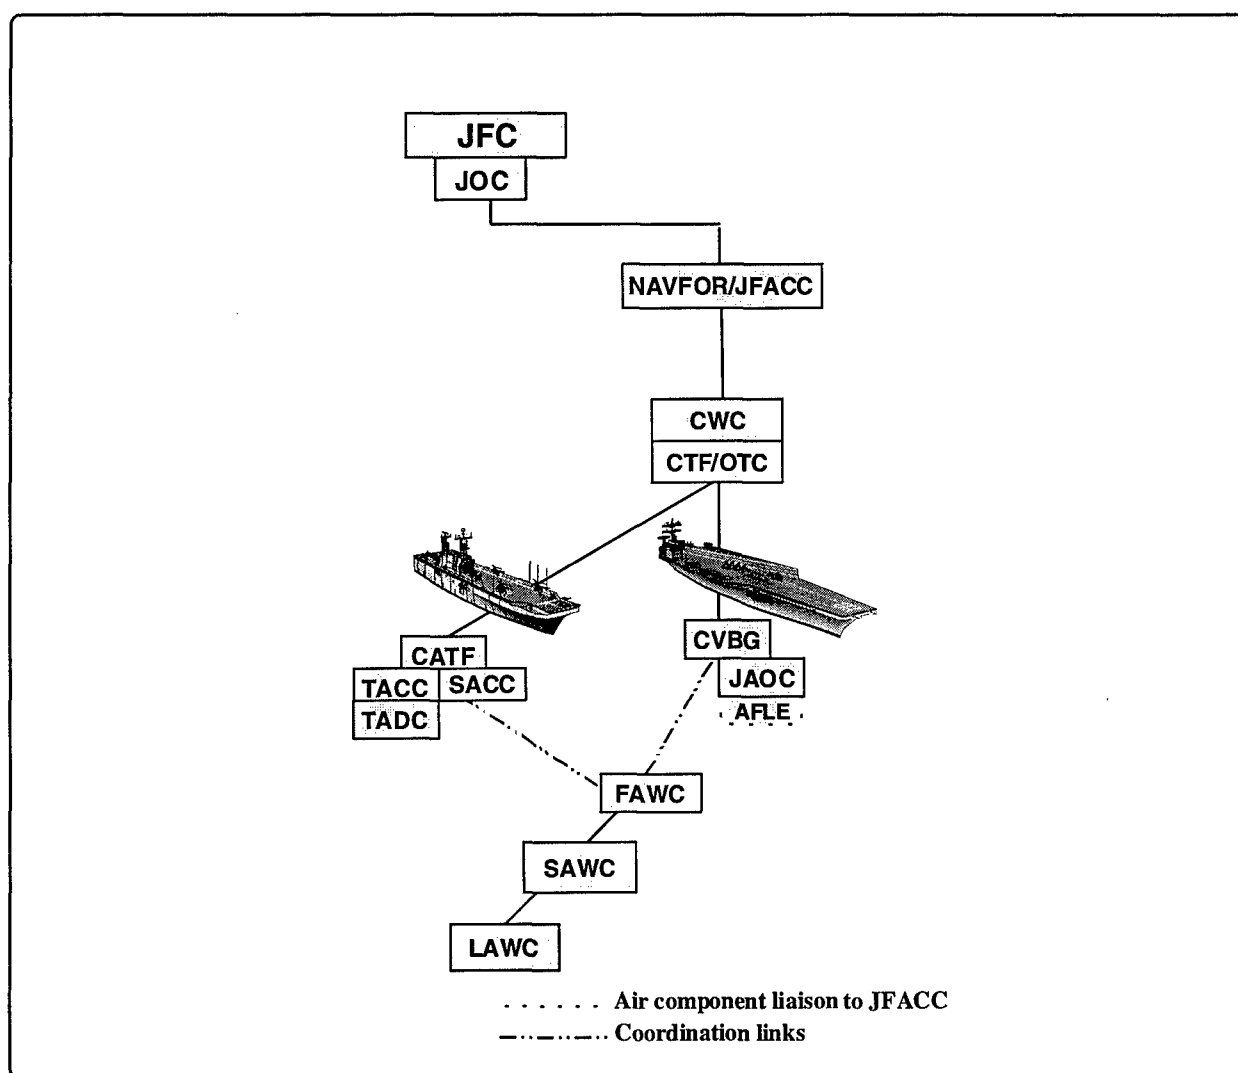 JFC
JOC
NAVFOR/JFACC
CWC
CTF/OTC
CVBG
CATF
TACC SACC JAOC
TADC AFLE
FAWC
SAWC
LAWC
Air component liaison to JFACC
Coordination links